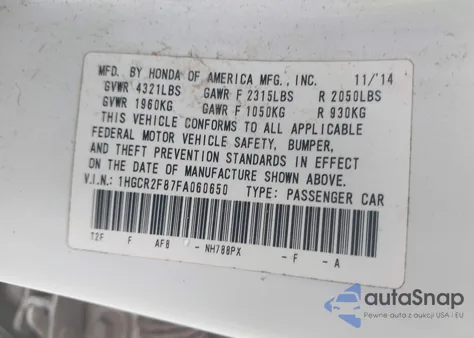 MFD. BY HONDA OF AMERICA MFG., INC. 11/'14
GVWR 4321LBS GAWR F 2315LBS R 2050LBS
GVWR 1960KG GAWR F 1050KG R 930KG
THIS VEHICLE CONFORMS TO ALL APPLICABLE
FEDERAL MOTOR VEHICLE SAFETY, BUMPER,
AND THEFT PREVENTION STANDARDS IN EFFECT
ON THE DATE OF MANUFACTURE SHOWN ABOVE.
V.I.N.: 1HGCR2F87FA060650 TYPE: PASSENGER CAR
T2F F AF8 -NH788PX -F -A
autoSnap
Pewne auta z aukcji USA - EU